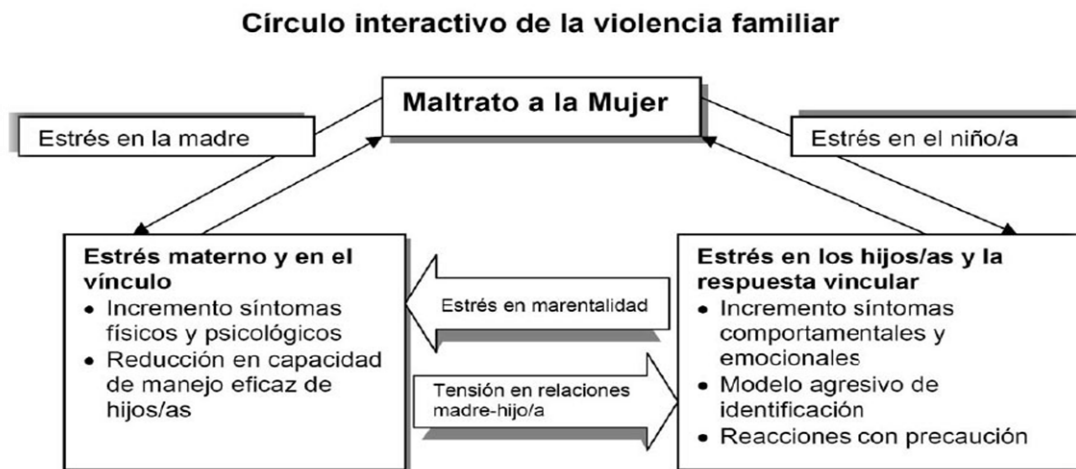 Círculo interactivo de la violencia familiar
Maltrato a la Mujer
Estrés en la madre
Estrés en el niño/a
Estrés materno y en el
vínculo
• Incremento síntomas
físicos y psicológicos
• Reducción en capacidad
de manejo eficaz de
hijos/as
Estrés en marentalidad
Tensión en relaciones
madre-hijo/a
Estrés en los hijos/as y la
respuesta vincular
• Incremento síntomas
comportamentales y
emocionales
• Modelo agresivo de
identificación
• Reacciones con precaución